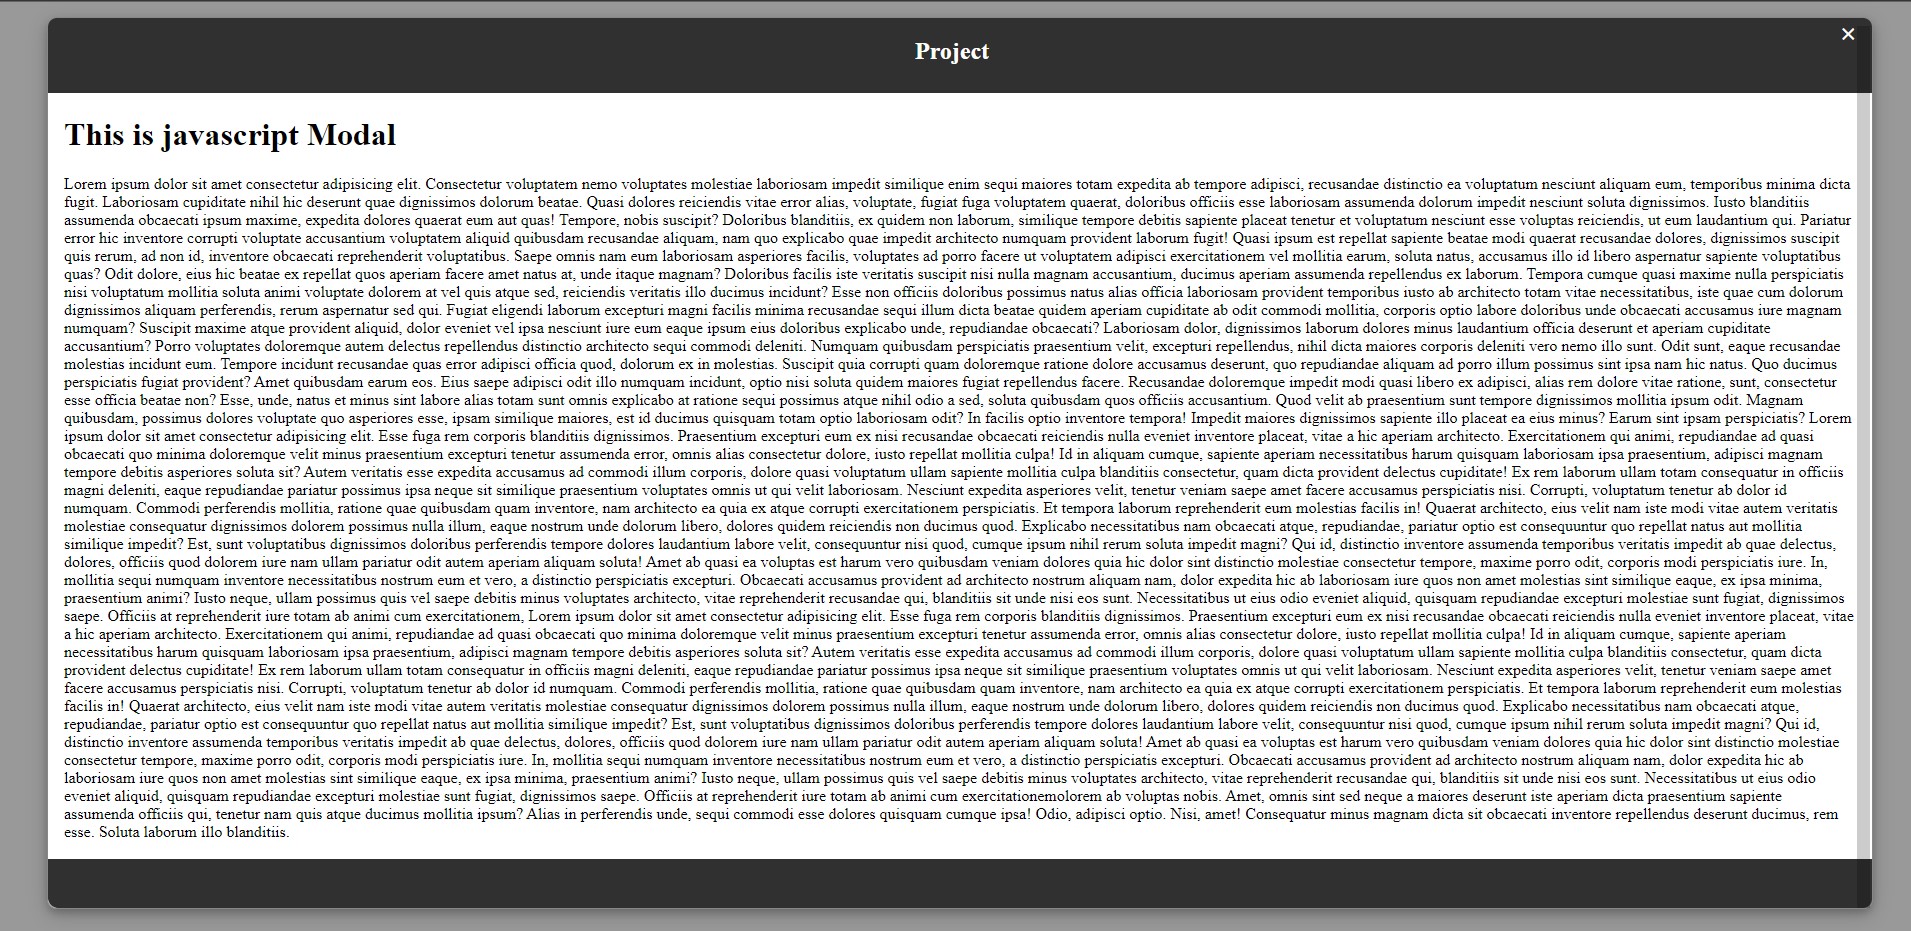 Project
✕
This is javascript Modal
Lorem ipsum dolor sit amet consectetur adipisicing elit. Consectetur voluptatem nemo voluptates molestiae laboriosam impedit similique enim sequi maiores totam expedita ab tempore adipisci, recusandae distinctio ea voluptatum nesciunt aliquam eum, temporibus minima dicta
fugit. Laboriosam cupiditate nihil hic deserunt quae dignissimos dolorum beatae. Quasi dolores reiciendis vitae error alias, voluptate, fugiat fuga voluptatem quaerat, doloribus officiis esse laboriosam assumenda dolorum impedit nesciunt soluta dignissimos. Iusto blanditiis
assumenda obcaecati ipsum maxime, expedita dolores quaerat eum aut quas! Tempore, nobis suscipit? Doloribus blanditiis, ex quidem non laborum, similique tempore debitis sapiente placeat tenetur et voluptatum nesciunt esse voluptas reiciendis, ut eum laudantium qui. Pariatur
error hic inventore corrupti voluptate accusantium voluptatem aliquid quibusdam recusandae aliquam, nam quo explicabo quae impedit architecto numquam provident laborum fugit! Quasi ipsum est repellat sapiente beatae modi quaerat recusandae dolores, dignissimos suscipit
quis rerum, ad non id, inventore obcaecati reprehenderit voluptatibus. Saepe omnis nam eum laboriosam asperiores facilis, voluptates ad porro facere ut voluptatem adipisci exercitationem vel mollitia earum, soluta natus, accusamus illo id libero aspernatur sapiente voluptatibus
quas? Odit dolore, eius hic beatae ex repellat quos aperiam facere amet natus at, unde itaque magnam? Doloribus facilis iste veritatis suscipit nisi nulla magnam accusantium, ducimus aperiam assumenda repellendus ex laborum. Tempora cumque quasi maxime nulla perspiciatis
nisi voluptatum mollitia soluta animi voluptate dolorem at vel quis atque sed, reiciendis veritatis illo ducimus incidunt? Esse non officiis doloribus possimus natus alias officia laboriosam provident temporibus iusto ab architecto totam vitae necessitatibus, iste quae cum dolorum
dignissimos aliquam perferendis, rerum aspernatur sed qui. Fugiat eligendi laborum excepturi magni facilis minima recusandae sequi illum dicta beatae quidem aperiam cupiditate ab odit commodi mollitia, corporis optio labore doloribus unde obcaecati accusamus iure magnam
numquam? Suscipit maxime atque provident aliquid, dolor eveniet vel ipsa nesciunt iure eum eaque ipsum eius doloribus explicabo unde, repudiandae obcaecati? Laboriosam dolor, dignissimos laborum dolores minus laudantium officia deserunt et aperiam cupiditate
accusantium? Porro voluptates doloremque autem delectus repellendus distinctio architecto sequi commodi deleniti. Numquam quibusdam perspiciatis praesentium velit, excepturi repellendus, nihil dicta maiores corporis deleniti vero nemo illo sunt. Odit sunt, eaque recusandae
molestias incidunt eum. Tempore incidunt recusandae quas error adipisci officia quod, dolorum ex in molestias. Suscipit quia corrupti quam doloremque ratione dolore accusamus deserunt, quo repudiandae aliquam ad porro illum possimus sint ipsa nam hic natus. Quo ducimus
perspiciatis fugiat provident? Amet quibusdam earum eos. Eius saepe adipisci odit illo numquam incidunt, optio nisi soluta quidem maiores fugiat repellendus facere. Recusandae doloremque impedit modi quasi libero ex adipisci, alias rem dolore vitae ratione, sunt, consectetur
esse officia beatae non? Esse, unde, natus et minus sint labore alias totam sunt omnis explicabo at ratione sequi possimus atque nihil odio a sed, soluta quibusdam quos officiis accusantium. Quod velit ab praesentium sunt tempore dignissimos mollitia ipsum odit. Magnam
quibusdam, possimus dolores voluptate quo asperiores esse, ipsam similique maiores, est id ducimus quisquam totam optio laboriosam odit? In facilis optio inventore tempora! Impedit maiores dignissimos sapiente illo placeat ea eius minus? Earum sint ipsam perspiciatis? Lorem
ipsum dolor sit amet consectetur adipisicing elit. Esse fuga rem corporis blanditiis dignissimos. Praesentium excepturi eum ex nisi recusandae obcaecati reiciendis nulla eveniet inventore placeat, vitae a hic aperiam architecto. Exercitationem qui animi, repudiandae ad quasi
obcaecati quo minima doloremque velit minus praesentium excepturi tenetur assumenda error, omnis alias consectetur dolore, iusto repellat mollitia culpa! Id in aliquam cumque, sapiente aperiam necessitatibus harum quisquam laboriosam ipsa praesentium, adipisci magnam
tempore debitis asperiores soluta sit? Autem veritatis esse expedita accusamus ad commodi illum corporis, dolore quasi voluptatum ullam sapiente mollitia culpa blanditiis consectetur, quam dicta provident delectus cupiditate! Ex rem laborum ullam totam consequatur in officiis
magni deleniti, eaque repudiandae pariatur possimus ipsa neque sit similique praesentium voluptates omnis ut qui velit laboriosam. Nesciunt expedita asperiores velit, tenetur veniam saepe amet facere accusamus perspiciatis nisi. Corrupti, voluptatum tenetur ab dolor id
numquam. Commodi perferendis mollitia, ratione quae quibusdam quam inventore, nam architecto ea quia ex atque corrupti exercitationem perspiciatis. Et tempora laborum reprehenderit eum molestias facilis in! Quaerat architecto, eius velit nam iste modi vitae autem veritatis
molestiae consequatur dignissimos dolorem possimus nulla illum, eaque nostrum unde dolorum libero, dolores quidem reiciendis non ducimus quod. Explicabo necessitatibus nam obcaecati atque, repudiandae, pariatur optio est consequuntur quo repellat natus aut mollitia
similique impedit? Est, sunt voluptatibus dignissimos doloribus perferendis tempore dolores laudantium labore velit, consequuntur nisi quod, cumque ipsum nihil rerum soluta impedit magni? Qui id, distinctio inventore assumenda temporibus veritatis impedit ab quae delectus,
dolores, officiis quod dolorem iure nam ullam pariatur odit autem aperiam aliquam soluta! Amet ab quasi ea voluptas est harum vero quibusdam veniam dolores quia hic dolor sint distinctio molestiae consectetur tempore, maxime porro odit, corporis modi perspiciatis iure. In,
mollitia sequi numquam inventore necessitatibus nostrum eum et vero, a distinctio perspiciatis excepturi. Obcaecati accusamus provident ad architecto nostrum aliquam nam, dolor expedita hic ab laboriosam iure quos non amet molestias sint similique eaque, ex ipsa minima,
praesentium animi? Iusto neque, ullam possimus quis vel saepe debitis minus voluptates architecto, vitae reprehenderit recusandae qui, blanditiis sit unde nisi eos sunt. Necessitatibus ut eius odio eveniet aliquid, quisquam repudiandae excepturi molestiae sunt fugiat, dignissimos
saepe. Officiis at reprehenderit iure totam ab animi cum exercitationem, Lorem ipsum dolor sit amet consectetur adipisicing elit. Esse fuga rem corporis blanditiis dignissimos. Praesentium excepturi eum ex nisi recusandae obcaecati reiciendis nulla eveniet inventore placeat, vitae
a hic aperiam architecto. Exercitationem qui animi, repudiandae ad quasi obcaecati quo minima doloremque velit minus praesentium excepturi tenetur assumenda error, omnis alias consectetur dolore, iusto repellat mollitia culpa! Id in aliquam cumque, sapiente aperiam
necessitatibus harum quisquam laboriosam ipsa praesentium, adipisci magnam tempore debitis asperiores soluta sit? Autem veritatis esse expedita accusamus ad commodi illum corporis, dolore quasi voluptatum ullam sapiente mollitia culpa blanditiis consectetur, quam dicta
provident delectus cupiditate! Ex rem laborum ullam totam consequatur in officiis magni deleniti, eaque repudiandae pariatur possimus ipsa neque sit similique praesentium voluptates omnis ut qui velit laboriosam. Nesciunt expedita asperiores velit, tenetur veniam saepe amet
facere accusamus perspiciatis nisi. Corrupti, voluptatum tenetur ab dolor id numquam. Commodi perferendis mollitia, ratione quae quibusdam quam inventore, nam architecto ea quia ex atque corrupti exercitationem perspiciatis. Et tempora laborum reprehenderit eum molestias
facilis in! Quaerat architecto, eius velit nam iste modi vitae autem veritatis molestiae consequatur dignissimos dolorem possimus nulla illum, eaque nostrum unde dolorum libero, dolores quidem reiciendis non ducimus quod. Explicabo necessitatibus nam obcaecati atque,
repudiandae, pariatur optio est consequuntur quo repellat natus aut mollitia similique impedit? Est, sunt voluptatibus dignissimos doloribus perferendis tempore dolores laudantium labore velit, consequuntur nisi quod, cumque ipsum nihil rerum soluta impedit magni? Qui id,
distinctio inventore assumenda temporibus veritatis impedit ab quae delectus, dolores, officiis quod dolorem iure nam ullam pariatur odit autem aperiam aliquam soluta! Amet ab quasi ea voluptas est harum vero quibusdam veniam dolores quia hic dolor sint distinctio molestiae
consectetur tempore, maxime porro odit, corporis modi perspiciatis iure. In, mollitia sequi numquam inventore necessitatibus nostrum eum et vero, a distinctio perspiciatis excepturi. Obcaecati accusamus provident ad architecto nostrum aliquam nam, dolor expedita hic ab
laboriosam iure quos non amet molestias sint similique eaque, ex ipsa minima, praesentium animi? Iusto neque, ullam possimus quis vel saepe debitis minus voluptates architecto, vitae reprehenderit recusandae qui, blanditiis sit unde nisi eos sunt. Necessitatibus ut eius odio
eveniet aliquid, quisquam repudiandae excepturi molestiae sunt fugiat, dignissimos saepe. Officiis at reprehenderit iure totam ab animi cum exercitationemolorem ab voluptas nobis. Amet, omnis sint sed neque a maiores deserunt iste aperiam dicta praesentium sapiente
assumenda officiis qui, tenetur nam quis atque ducimus mollitia ipsum? Alias in perferendis unde, sequi commodi esse dolores quisquam cumque ipsa! Odio, adipisci optio. Nisi, amet! Consequatur minus magnam dicta sit obcaecati inventore repellendus deserunt ducimus, rem
esse. Soluta laborum illo blanditiis.